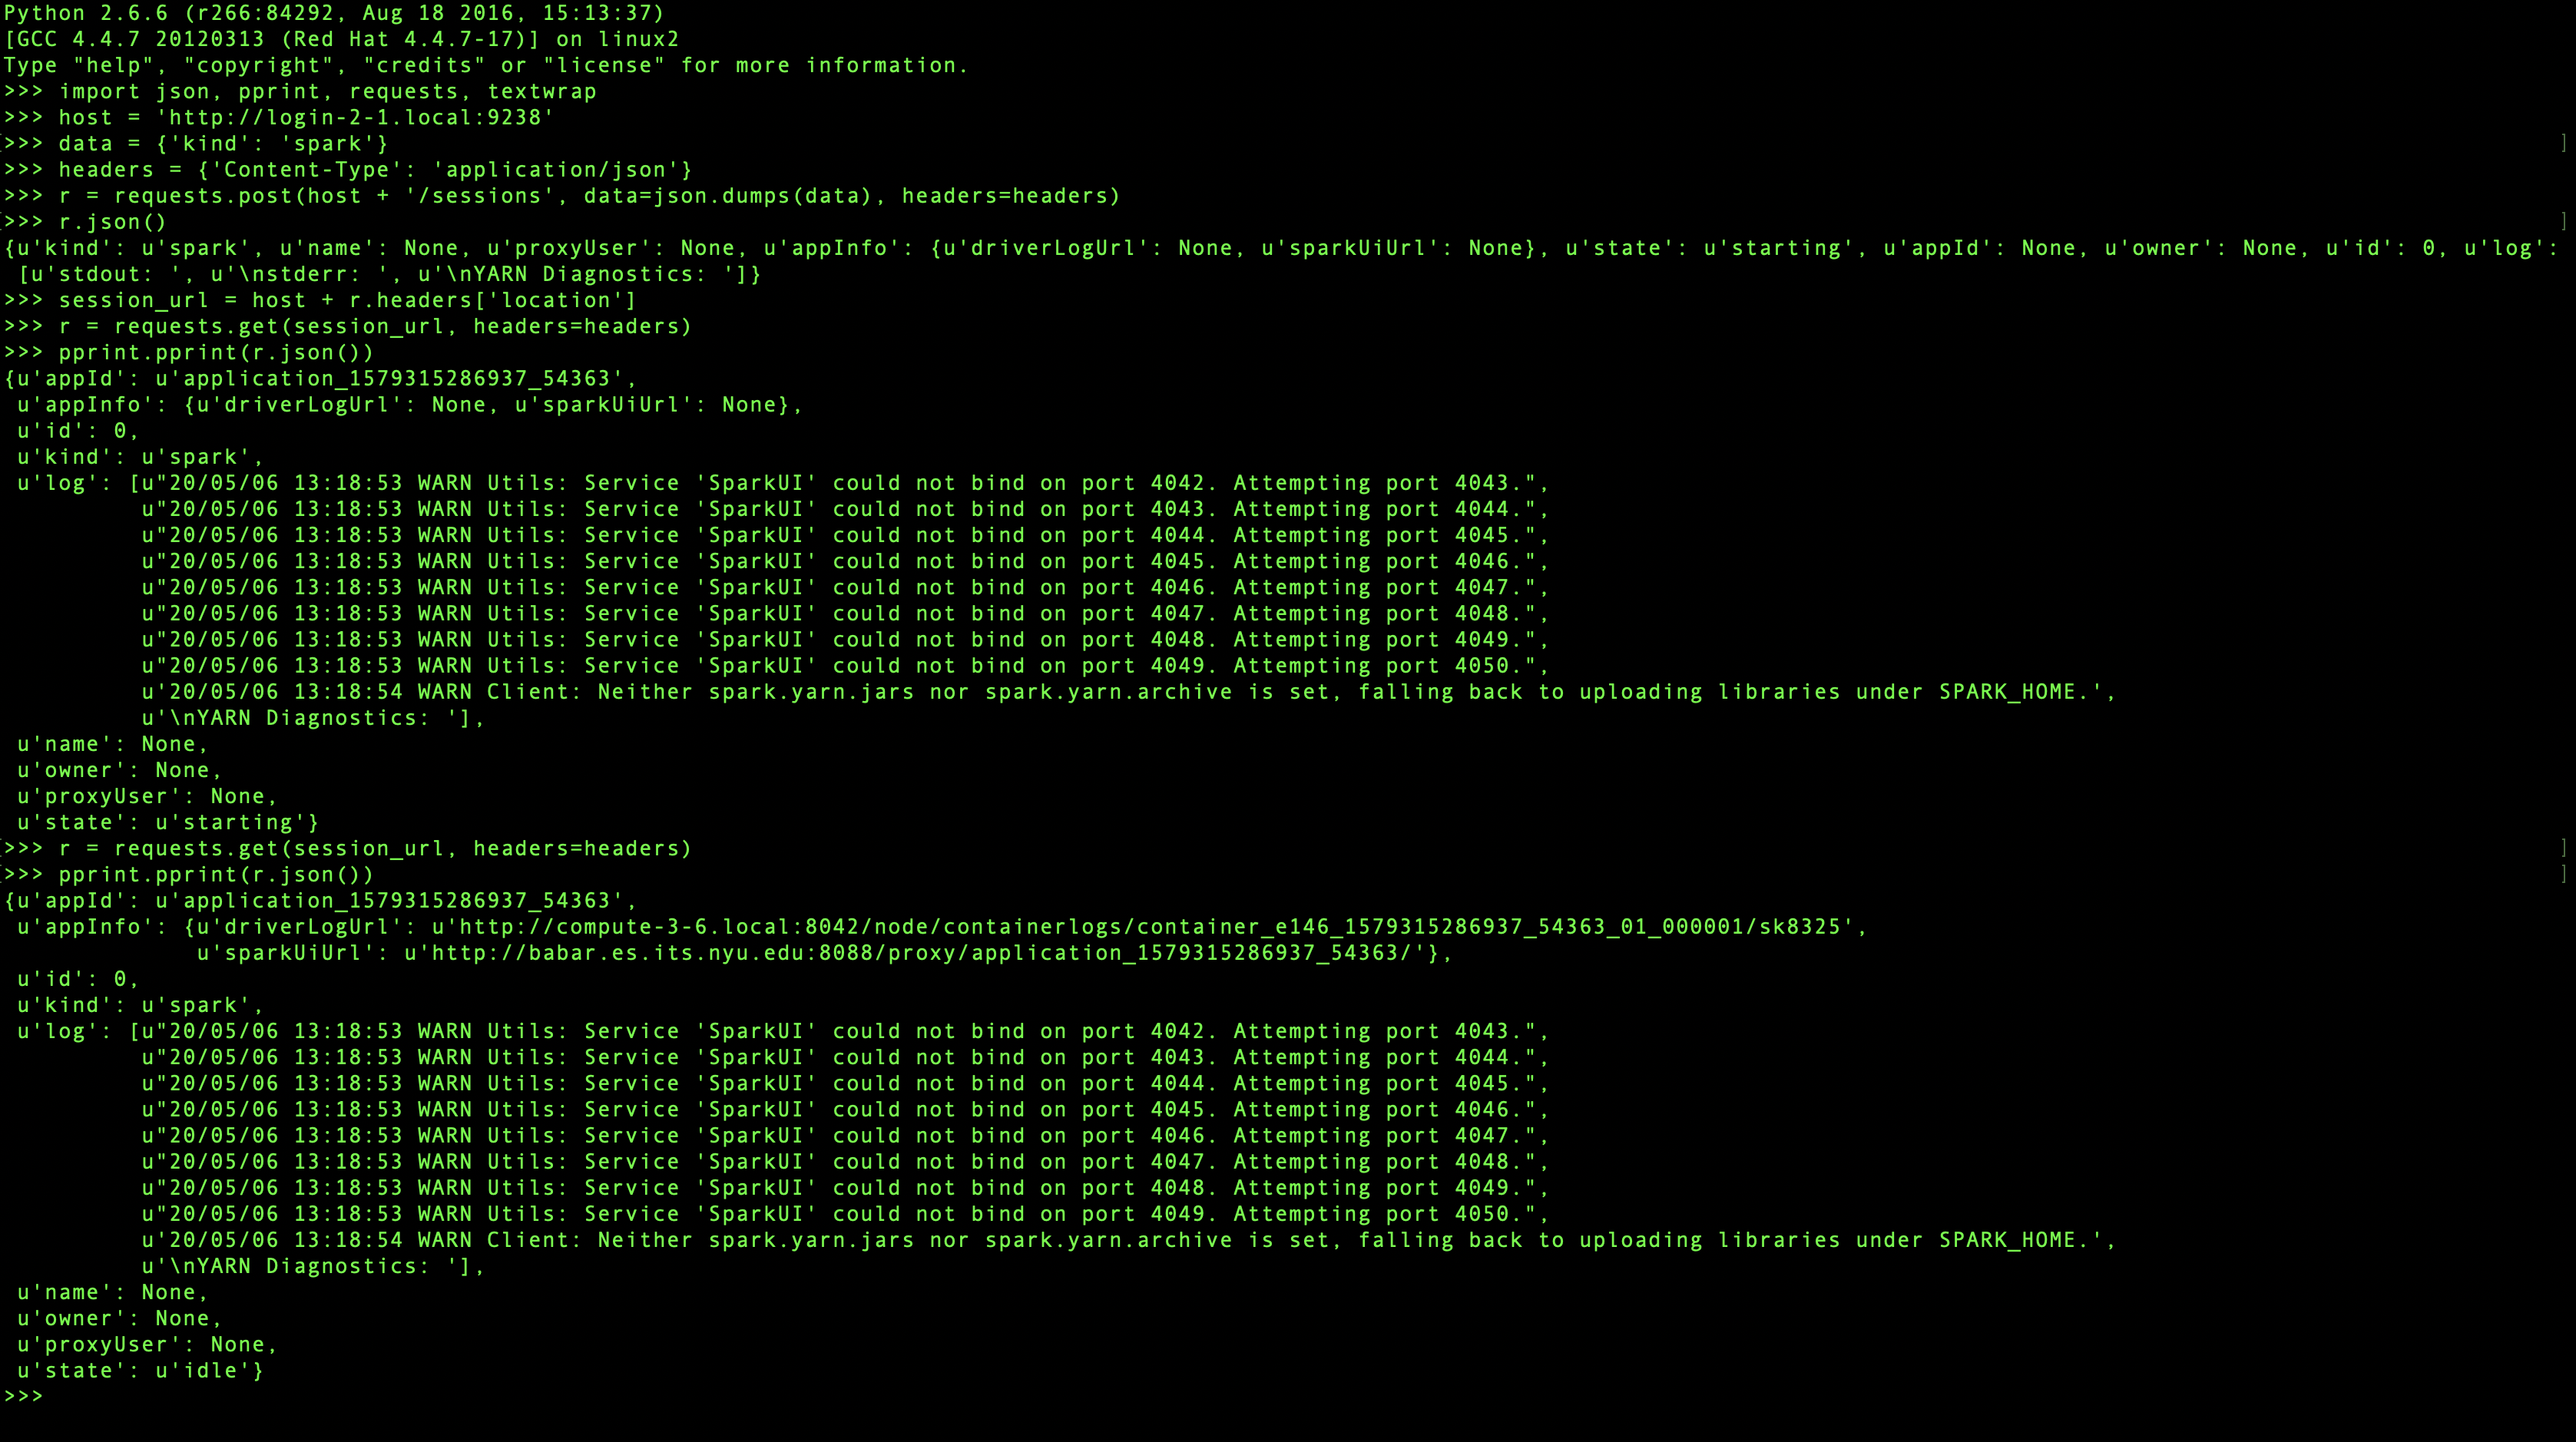 Python 2.6.6 (r266:84292, Aug 18 2016, 15:13:37)
[GCC 4.4.7 20120313 (Red Hat 4.4.7-17)] on linux2
Type "help", "copyright", "credits" or "license" for more information.
>>> import json, pprint, requests, textwrap
>>> host = 'http://login-2-1.local:9238'
[>>> data = {'kind': 'spark'} ]
>>> headers = {'Content-Type': 'application/json'}
>>> r = requests.post(host + '/sessions', data=json.dumps(data), headers=headers)
[>>> r.json() ]
{u'kind': u'spark', u'name': None, u'proxyUser': None, u'appInfo': {u'driverLogUrl': None, u'sparkUiUrl': None}, u'state': u'starting', u'appId': None, u'owner': None, u'id': 0, u'log':
 [u'stdout: ', u'\nstderr: ', u'\nYARN Diagnostics: ']}
>>> session_url = host + r.headers['location']
>>> r = requests.get(session_url, headers=headers)
>>> pprint.pprint(r.json())
{u'appId': u'application_1579315286937_54363',
 u'appInfo': {u'driverLogUrl': None, u'sparkUiUrl': None},
 u'id': 0,
 u'kind': u'spark',
 u'log': [u"20/05/06 13:18:53 WARN Utils: Service 'SparkUI' could not bind on port 4042. Attempting port 4043.",
          u"20/05/06 13:18:53 WARN Utils: Service 'SparkUI' could not bind on port 4043. Attempting port 4044.",
          u"20/05/06 13:18:53 WARN Utils: Service 'SparkUI' could not bind on port 4044. Attempting port 4045.",
          u"20/05/06 13:18:53 WARN Utils: Service 'SparkUI' could not bind on port 4045. Attempting port 4046.",
          u"20/05/06 13:18:53 WARN Utils: Service 'SparkUI' could not bind on port 4046. Attempting port 4047.",
          u"20/05/06 13:18:53 WARN Utils: Service 'SparkUI' could not bind on port 4047. Attempting port 4048.",
          u"20/05/06 13:18:53 WARN Utils: Service 'SparkUI' could not bind on port 4048. Attempting port 4049.",
          u"20/05/06 13:18:53 WARN Utils: Service 'SparkUI' could not bind on port 4049. Attempting port 4050.",
          u'20/05/06 13:18:54 WARN Client: Neither spark.yarn.jars nor spark.yarn.archive is set, falling back to uploading libraries under SPARK_HOME.',
          u'\nYARN Diagnostics: '],
 u'name': None,
 u'owner': None,
 u'proxyUser': None,
 u'state': u'starting'}
[>>> r = requests.get(session_url, headers=headers) ]
[>>> pprint.pprint(r.json()) ]
{u'appId': u'application_1579315286937_54363',
 u'appInfo': {u'driverLogUrl': u'http://compute-3-6.local:8042/node/containerlogs/container_e146_1579315286937_54363_01_000001/sk8325',
              u'sparkUiUrl': u'http://babar.es.its.nyu.edu:8088/proxy/application_1579315286937_54363/'},
 u'id': 0,
 u'kind': u'spark',
 u'log': [u"20/05/06 13:18:53 WARN Utils: Service 'SparkUI' could not bind on port 4042. Attempting port 4043.",
          u"20/05/06 13:18:53 WARN Utils: Service 'SparkUI' could not bind on port 4043. Attempting port 4044.",
          u"20/05/06 13:18:53 WARN Utils: Service 'SparkUI' could not bind on port 4044. Attempting port 4045.",
          u"20/05/06 13:18:53 WARN Utils: Service 'SparkUI' could not bind on port 4045. Attempting port 4046.",
          u"20/05/06 13:18:53 WARN Utils: Service 'SparkUI' could not bind on port 4046. Attempting port 4047.",
          u"20/05/06 13:18:53 WARN Utils: Service 'SparkUI' could not bind on port 4047. Attempting port 4048.",
          u"20/05/06 13:18:53 WARN Utils: Service 'SparkUI' could not bind on port 4048. Attempting port 4049.",
          u"20/05/06 13:18:53 WARN Utils: Service 'SparkUI' could not bind on port 4049. Attempting port 4050.",
          u'20/05/06 13:18:54 WARN Client: Neither spark.yarn.jars nor spark.yarn.archive is set, falling back to uploading libraries under SPARK_HOME.',
          u'\nYARN Diagnostics: '],
 u'name': None,
 u'owner': None,
 u'proxyUser': None,
 u'state': u'idle'}
>>>